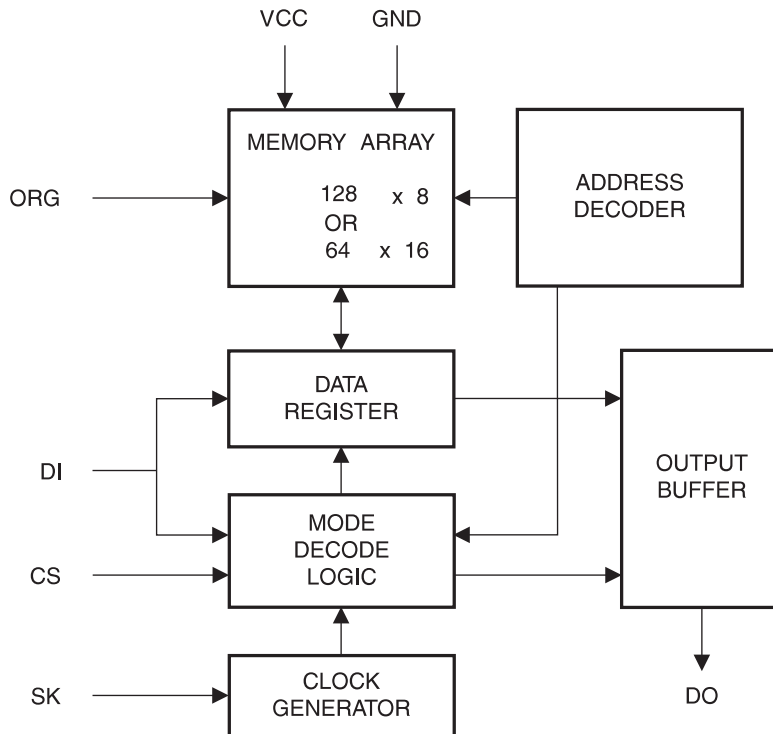 VCC GND
MEMORY ARRAY
128 x 8
OR
64 x 16
ORG
ADDRESS
DECODER
DATA
REGISTER
DI
OUTPUT
BUFFER
MODE
DECODE
LOGIC
CS
SK
CLOCK
GENERATOR
DO